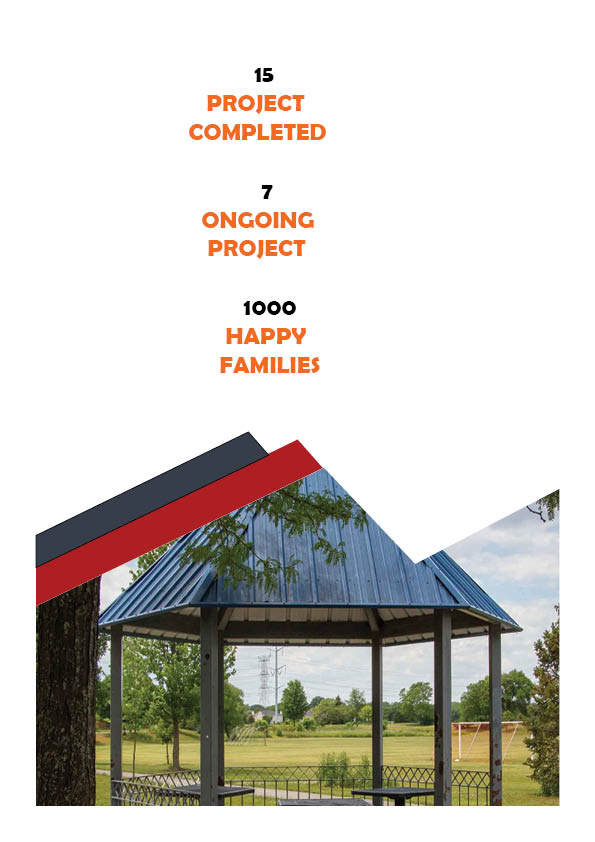 15
PROJECT
COMPLETED
7
ONGOING
PROJECT
1000
HAPPY
FAMILIES